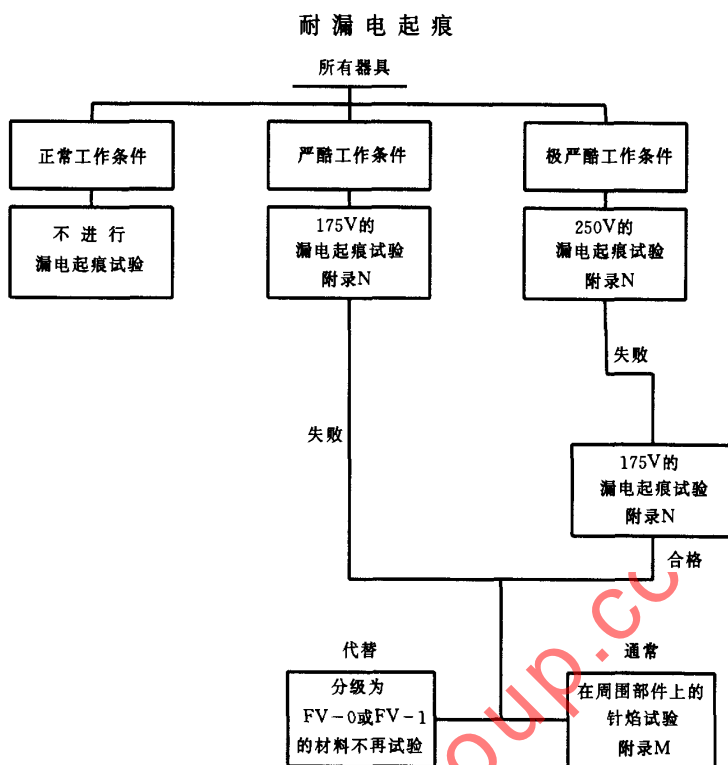 耐漏电起痕
所有器具
正常工作条件
严酷工作条件
极严酷工作条件
不进行
漏电起痕试验
175V的
漏电起痕试验
附录N
250V的
漏电起痕试验
附录N
失败
失败
175V的
漏电起痕试验
附录N
合格
代替
通常
分级为
FV-0或FV-1
的材料不再试验
在周围部件上的
针焰试验
附录M
oup.cc